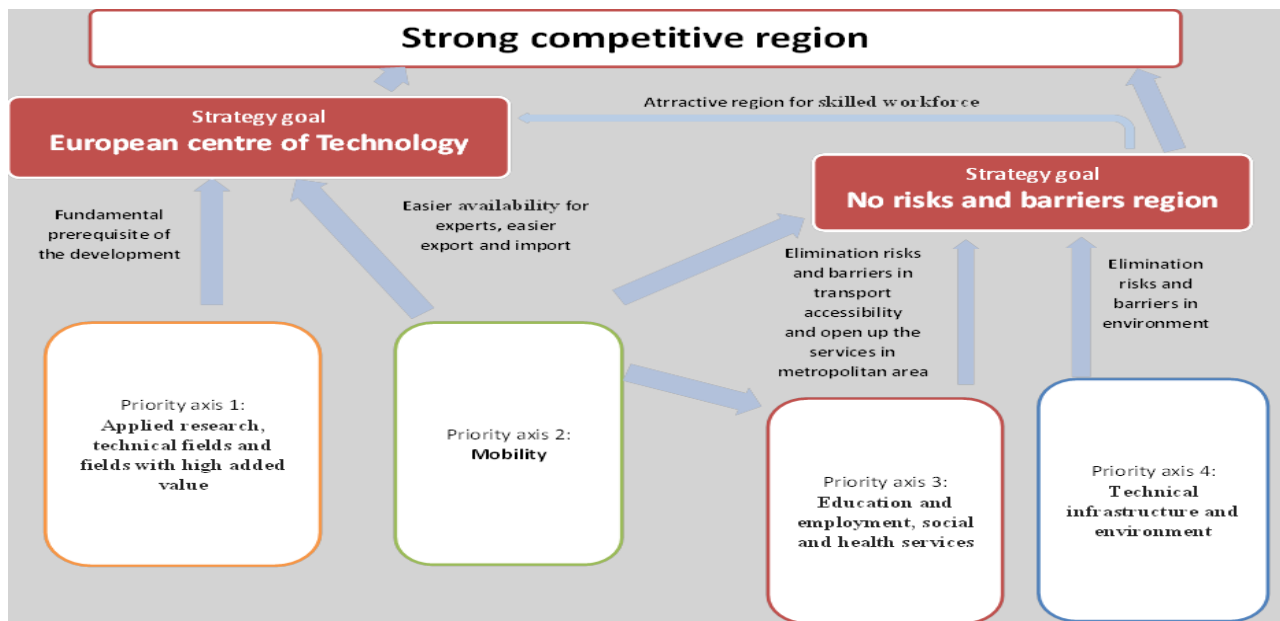 Strong competitive region
Strategy goal
European centre of Technology
Atrractive region for skilled workforce
Strategy goal
No risks and barriers region
Fundamental
prerequisite of
the development
Easier availability for
experts, easier
export and import
Elimination risks
and barriers in
transport
accessibility
and open up the
services in
metropolitan area
Elimination
risks and
barriers in
environment
Priority axis 1:
Applied research,
technical fields and
fields with high added
value
Priority axis 2:
Mobility
Priority axis 3:
Education and
employment, social
and health services
Priority axis 4:
Technical
infrastructure and
environment